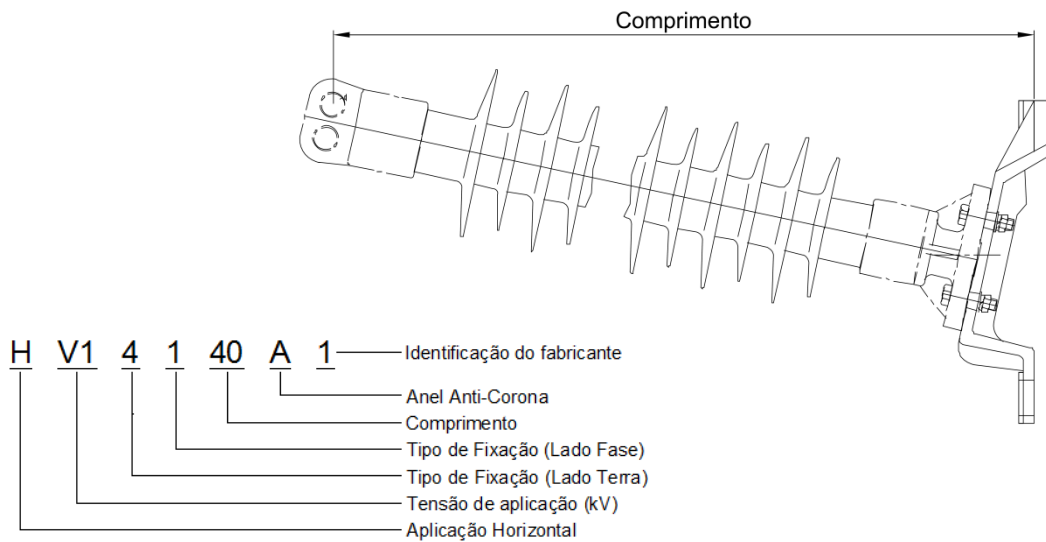 Comprimento
H V1 4 1 40 A 1 Identificação do fabricante
Anel Anti-Corona
Comprimento
Tipo de Fixação (Lado Fase)
Tipo de Fixação (Lado Terra)
Tensão de aplicação (kV)
Aplicação Horizontal